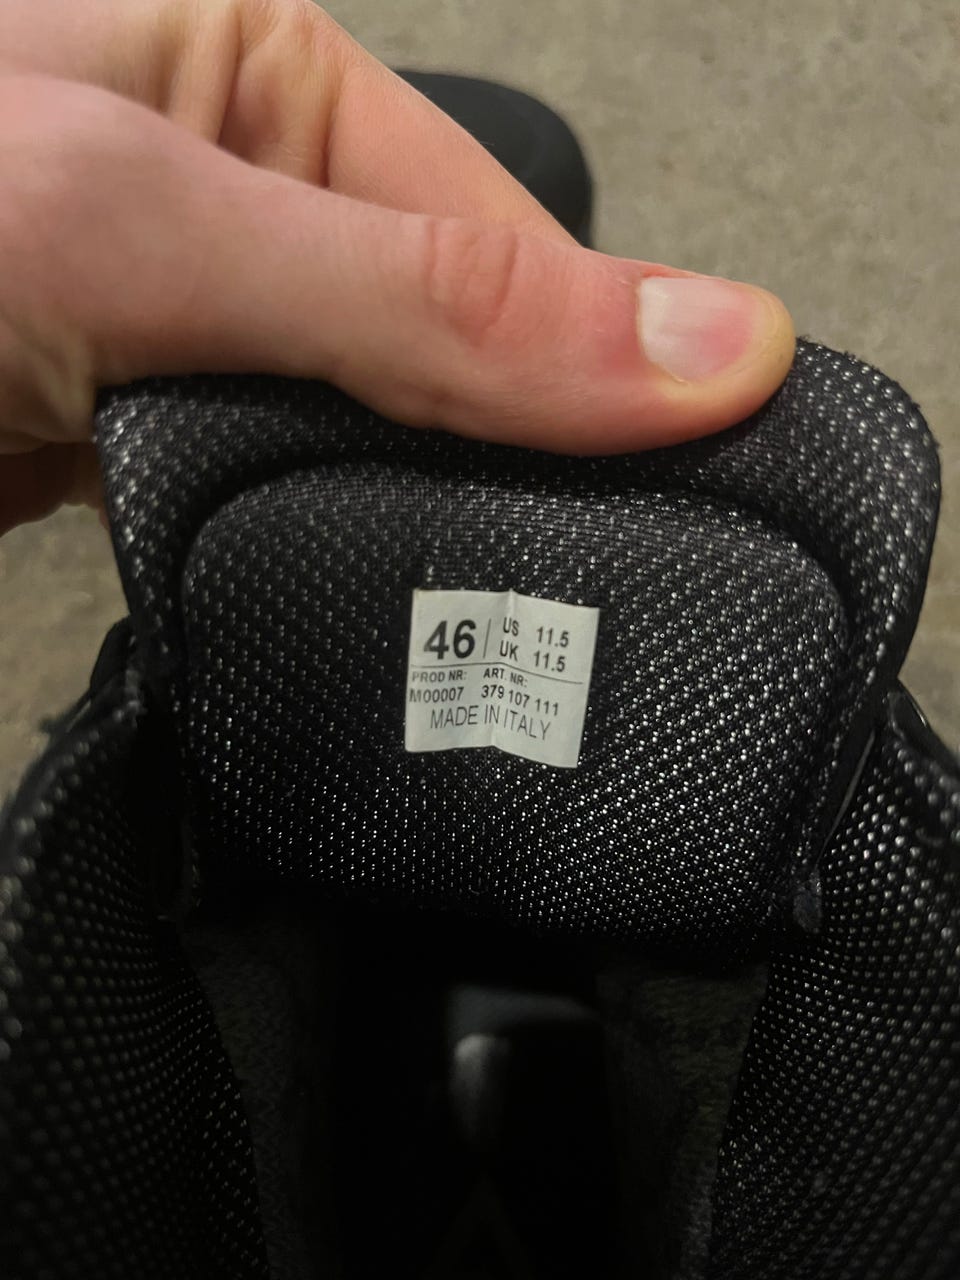 46 | US 11.5
UK 11.5
PROD NR: ART. NR:
M00007 379 107 111
MADE IN ITALY